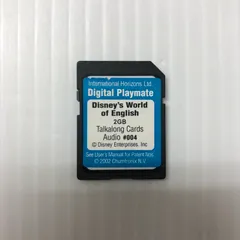 International Horizons Ltd.
Digital Playmate
Disney's World
of English
2GB
Talkalong Cards
Audio #004
© Disney Enterprises, Inc
See User's Manual for Patent Nos.
© 2002 Chumtronix N.V.